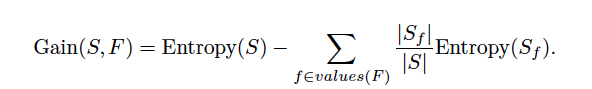 Gain(S, F) = Entropy(S) − ∑_{f∈values(F)} |S_f|/|S| Entropy(S_f).